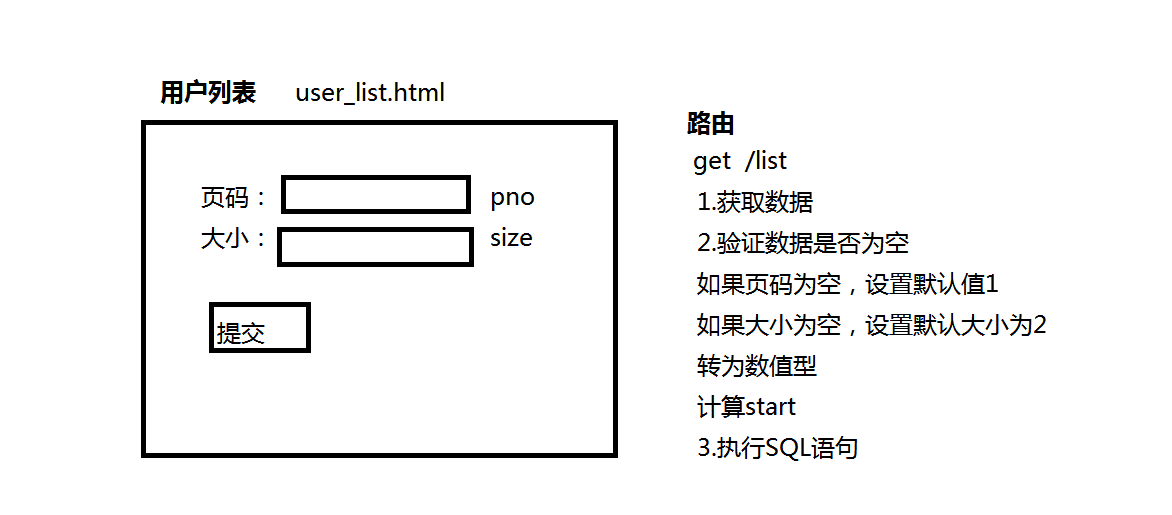 用户列表 user_list.html
页码： pno
大小： size
提交
路由
get /list
1.获取数据
2.验证数据是否为空
如果页码为空，设置默认值1
如果大小为空，设置默认大小为2
转为数值型
计算start
3.执行SQL语句